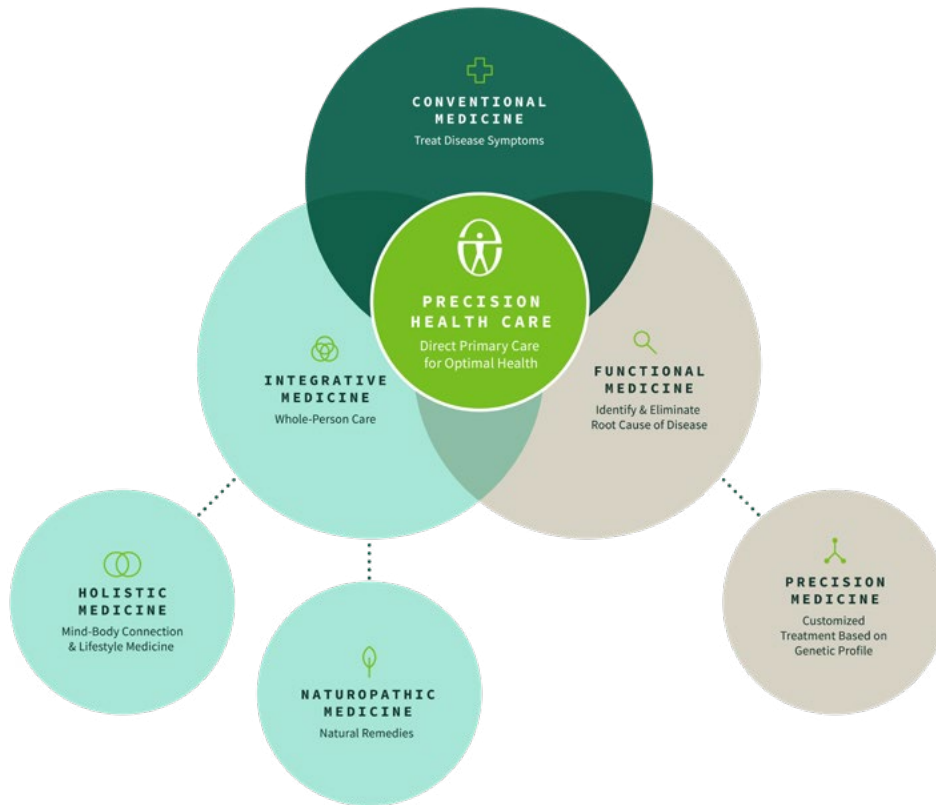 CONVENTIONAL
MEDICINE
Treat Disease Symptoms
PRECISION
HEALTH CARE
Direct Primary Care
for Optimal Health
INTEGRATIVE
MEDICINE
Whole-Person Care
FUNCTIONAL
MEDICINE
Identify & Eliminate
Root Cause of Disease
HOLISTIC
MEDICINE
Mind-Body Connection
& Lifestyle Medicine
NATUROPATHIC
MEDICINE
Natural Remedies
PRECISION
MEDICINE
Customized
Treatment Based on
Genetic Profile